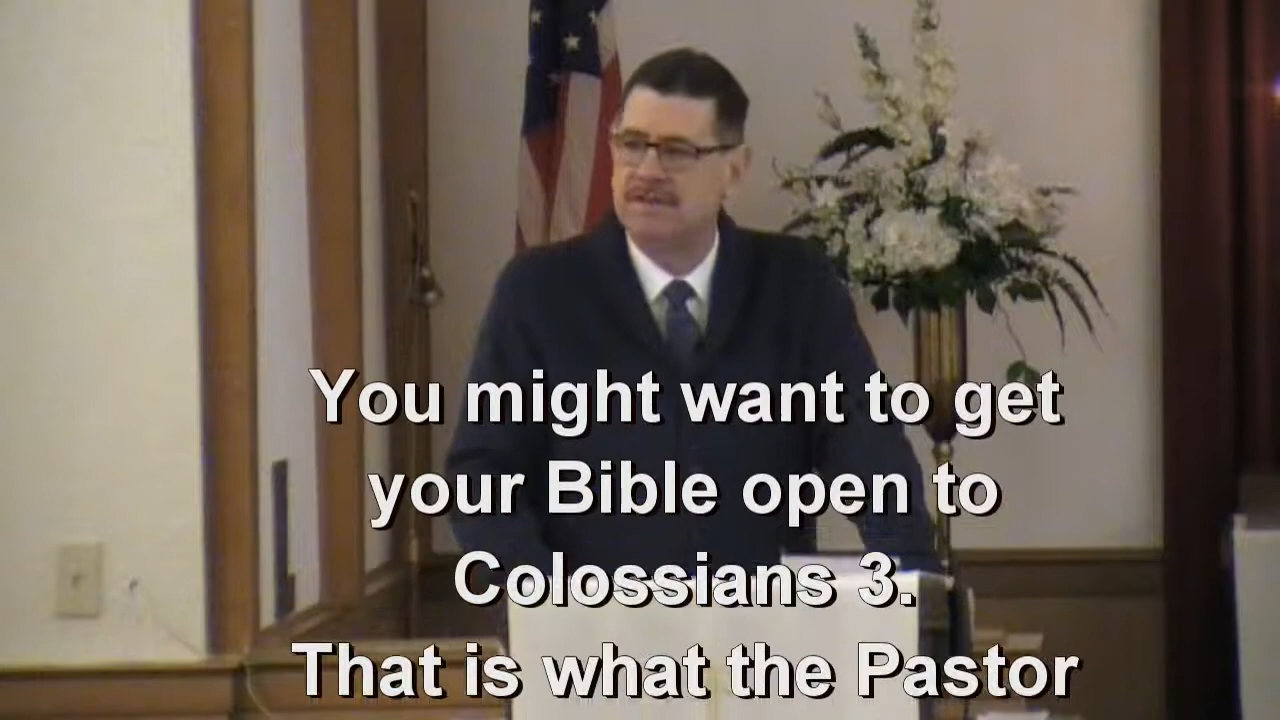 You might want to get
your Bible open to
Colossians 3.
That is what the Pastor